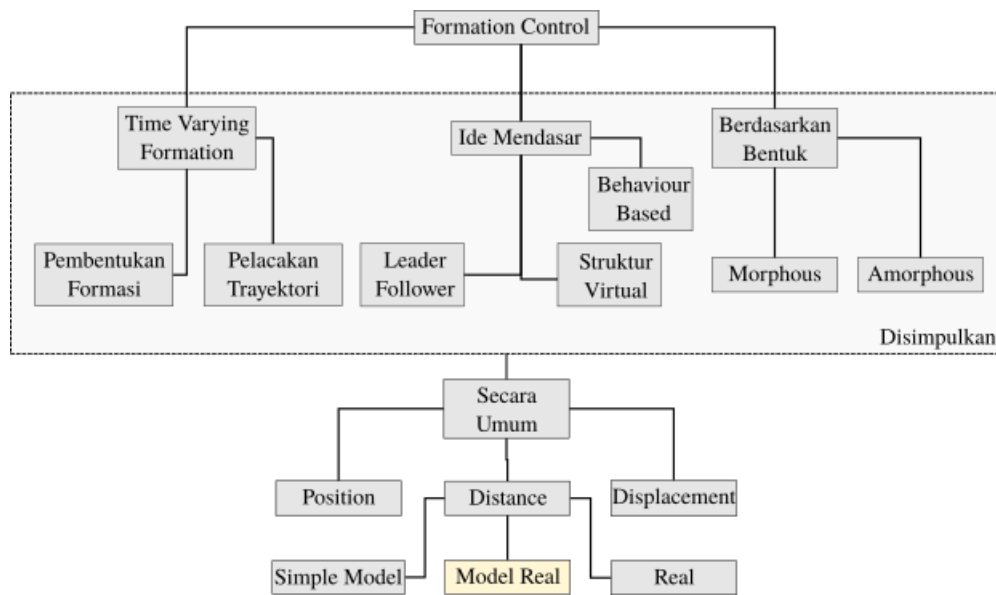 Formation Control
Time Varying
Formation
Ide Mendasar
Berdasarkan
Bentuk
Behaviour
Based
Pembentukan
Formasi
Pelacakan
Trayektori
Leader
Follower
Struktur
Virtual
Morphous
Amorphous
Disimpulkan
Secara
Umum
Position
Distance
Displacement
Simple Model
Model Real
Real